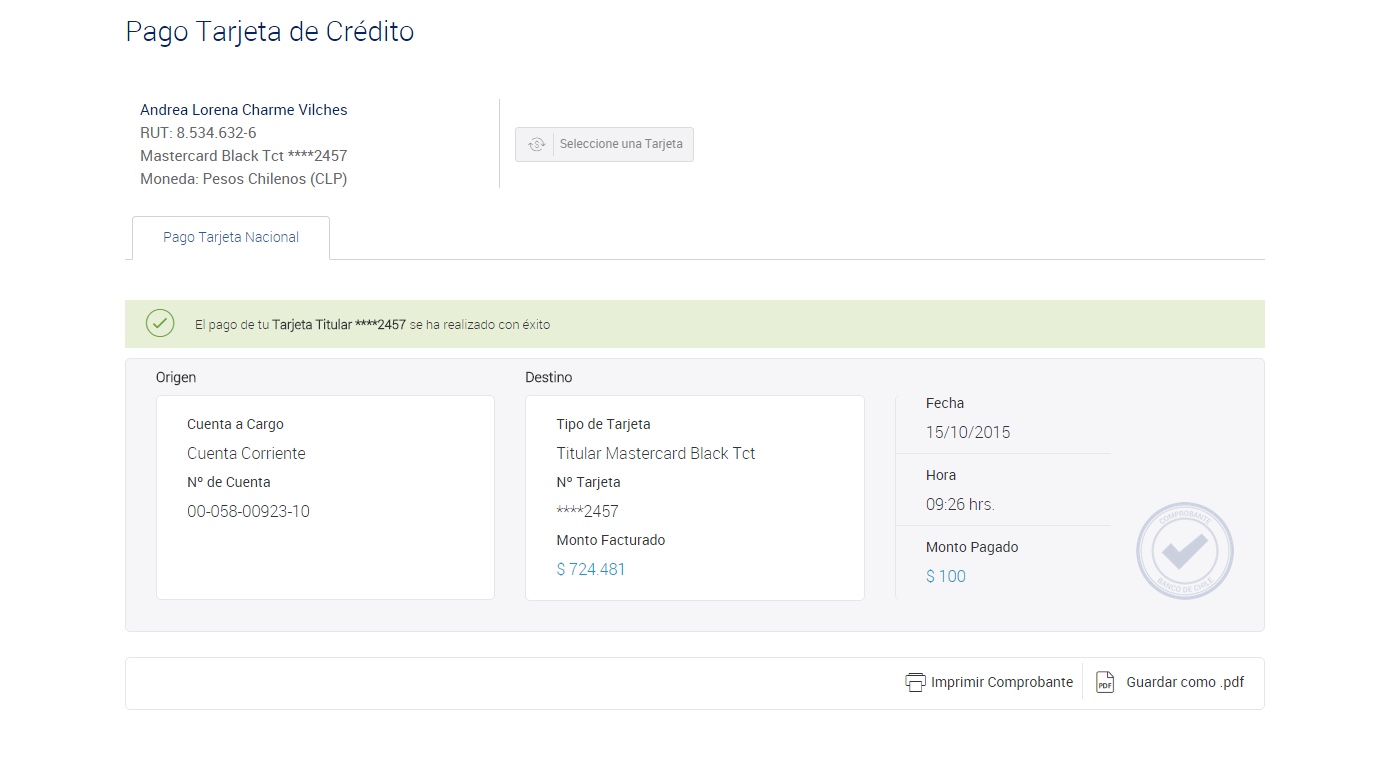 Pago Tarjeta de Crédito
Andrea Lorena Charme Vilches
RUT: 8.534.632-6
Mastercard Black Tct ****2457
Moneda: Pesos Chilenos (CLP)
Seleccione una Tarjeta
Pago Tarjeta Nacional
El pago de tu Tarjeta Titular ****2457 se ha realizado con éxito
Origen
Cuenta a Cargo
Cuenta Corriente
Nº de Cuenta
00-058-00923-10
Destino
Tipo de Tarjeta
Titular Mastercard Black Tct
Nº Tarjeta
****2457
Monto Facturado
$ 724.481
Fecha
15/10/2015
Hora
09:26 hrs.
Monto Pagado
$ 100
COMPROBANTE
BANCO DE CHILE
Imprimir Comprobante
PDF
Guardar como .pdf